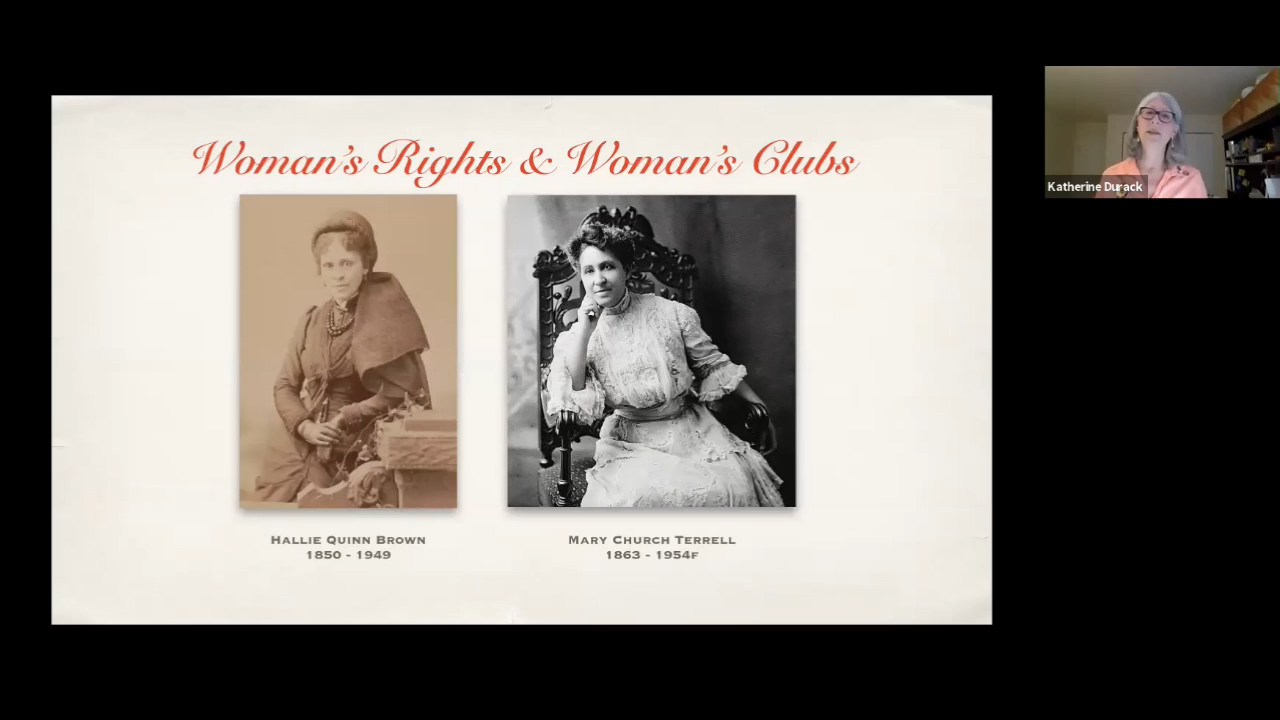 Woman's Rights & Woman's Clubs
Hallie Quinn Brown
1850 - 1949
Mary Church Terrell
1863 - 1954f
Katherine Durack